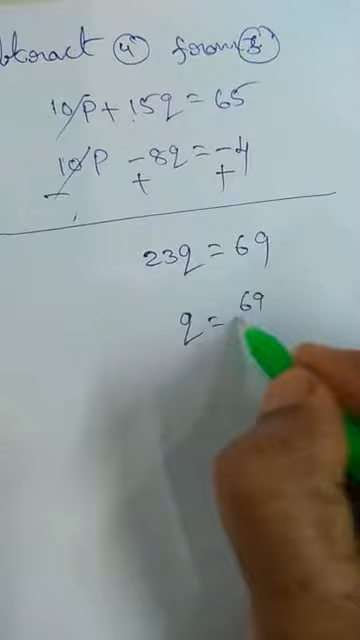 btract ④ from ③
10p + 15q = 65
10p - 8q = -4
- + +
23q = 69
q = 69